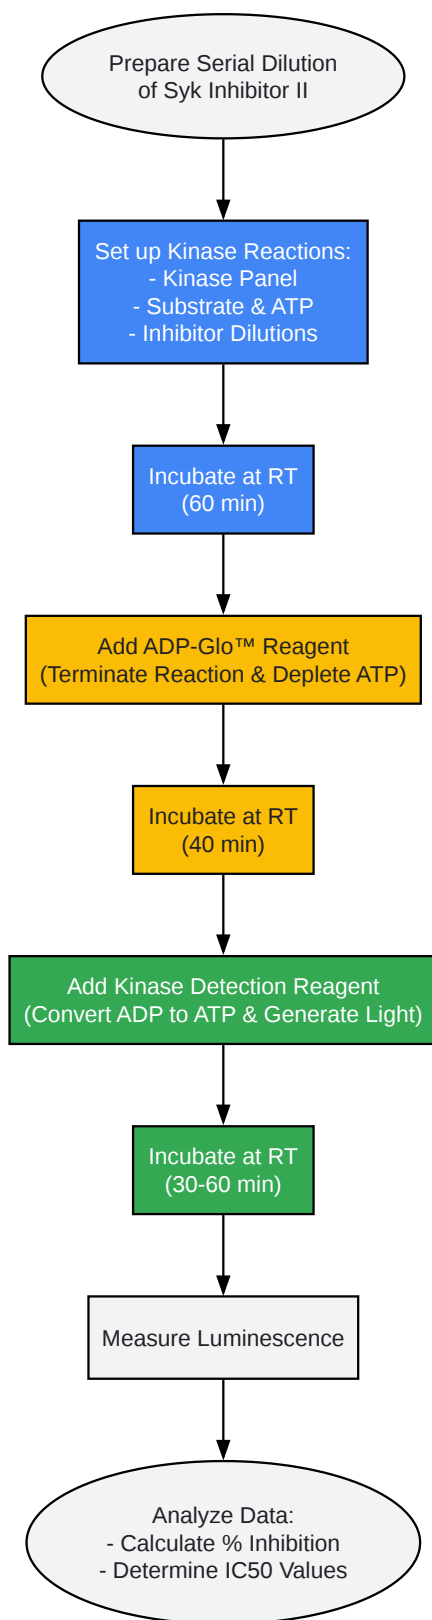 Prepare Serial Dilution
of Syk Inhibitor II
Set up Kinase Reactions:
- Kinase Panel
- Substrate & ATP
- Inhibitor Dilutions
Incubate at RT
(60 min)
Add ADP-Glo™ Reagent
(Terminate Reaction & Deplete ATP)
Incubate at RT
(40 min)
Add Kinase Detection Reagent
(Convert ADP to ATP & Generate Light)
Incubate at RT
(30-60 min)
Measure Luminescence
Analyze Data:
- Calculate % Inhibition
- Determine IC50 Values